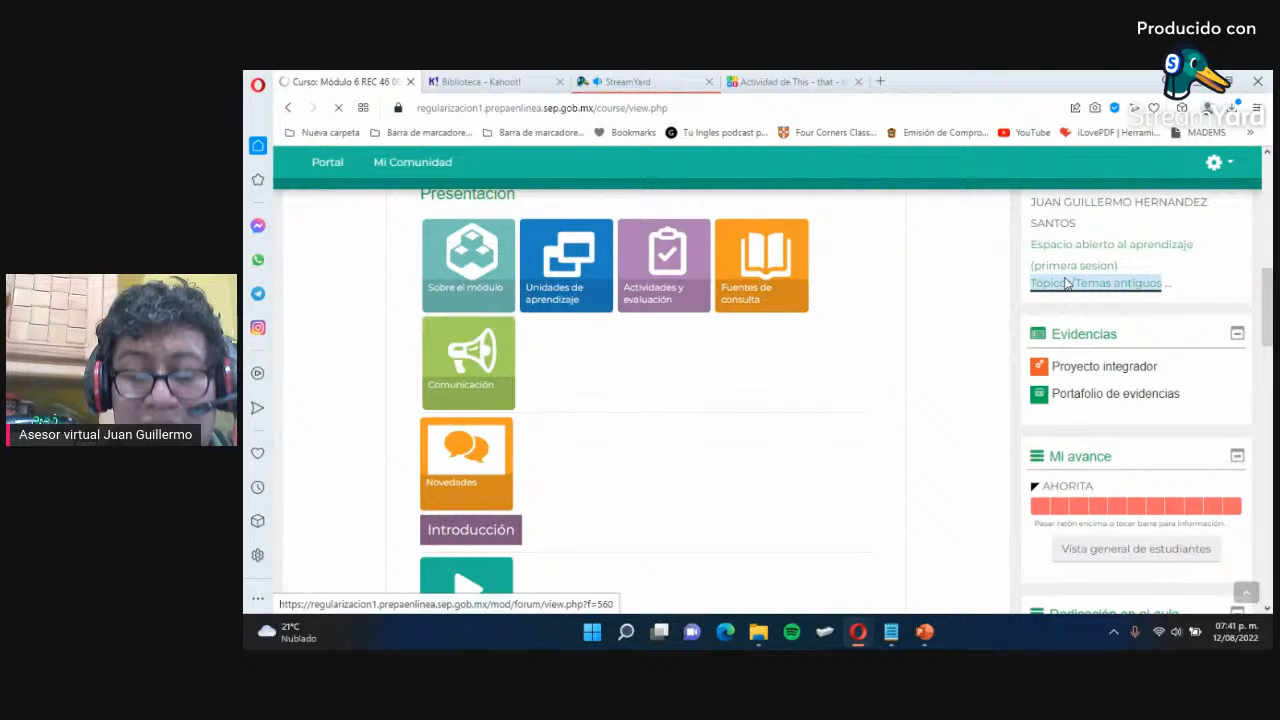 Producido con
StreamYard
Curso: Módulo 6 REC 46 08
Biblioteca - Kahoot!
StreamYard
Actividad de This - that -
regularizacion1.prepaenlinea.sep.gob.mx/course/view.php
Nueva carpeta
Barra de marcadore...
Barra de marcadore...
Bookmarks
Tu Ingles podcast p...
Four Corners Class...
Emisión de Compro...
YouTube
iLovePDF | Herrami...
MADEMS
Portal
Mi Comunidad
Presentación
Sobre el módulo
Unidades de
aprendizaje
Actividades y
evaluación
Fuentes de
consulta
Comunicación
Novedades
Introducción
JUAN GUILLERMO HERNANDEZ
SANTOS
Espacio abierto al aprendizaje
(primera sesion)
Tópicos/Temas antiguos ...
Evidencias
Proyecto integrador
Portafolio de evidencias
Mi avance
AHORITA
Pasar ratón encima o tocar barra para información.
Vista general de estudiantes
Dedicación en el aula
https://regularizacion1.prepaenlinea.sep.gob.mx/mod/forum/view.php?f=560
Asesor virtual Juan Guillermo
21°C
Nublado
07:41 p. m.
12/08/2022